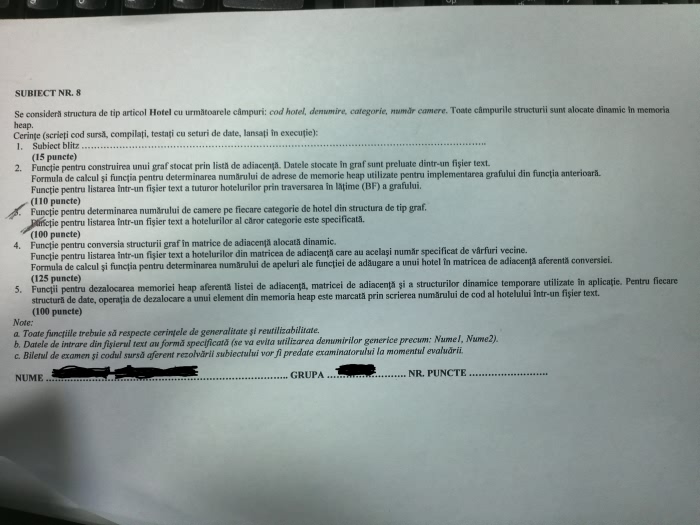 SUBIECT NR. 8
Se consideră structura de tip articol Hotel cu următoarele câmpuri: cod hotel, denumire, categorie, număr camere. Toate câmpurile structurii sunt alocate dinamic în memoria
heap.
Cerințe (scrieți cod sursă, compilați, testați cu seturi de date, lansați în execuție):
1. Subiect blitz ........................................................................................................................
(15 puncte)
2. Funcție pentru construirea unui graf stocat prin listă de adiacență. Datele stocate în graf sunt preluate dintr-un fișier text.
Formula de calcul și funcția pentru determinarea numărului de adrese de memorie heap utilizate pentru implementarea grafului din funcția anterioară.
Funcție pentru listarea într-un fișier text a tuturor hotelurilor prin traversarea în lățime (BF) a grafului.
(110 puncte)
3. Funcție pentru determinarea numărului de camere pe fiecare categorie de hotel din structura de tip graf.
Funcție pentru listarea într-un fișier text a hotelurilor al căror categorie este specificată.
(100 puncte)
4. Funcție pentru conversia structurii graf în matrice de adiacență alocată dinamic.
Funcție pentru listarea într-un fișier text a hotelurilor din matricea de adiacență care au același număr specificat de vârfuri vecine.
Formula de calcul și funcția pentru determinarea numărului de apeluri ale funcției de adăugare a unui hotel în matricea de adiacență aferentă conversiei.
(125 puncte)
5. Funcții pentru dezalocarea memoriei heap aferentă listei de adiacență, matricei de adiacență și a structurilor dinamice temporare utilizate în aplicație. Pentru fiecare
structură de date, operația de dezalocare a unui element din memoria heap este marcată prin scrierea numărului de cod al hotelului într-un fișier text.
(100 puncte)
Note:
a. Toate funcțiile trebuie să respecte cerințele de generalitate și reutilizabilitate.
b. Datele de intrare din fișierul text au formă specificată (se va evita utilizarea denumirilor generice precum: Nume1, Nume2).
c. Biletul de examen și codul sursă aferent rezolvării subiectului vor fi predate examinatorului la momentul evaluării.
NUME ............................................................ GRUPA .................... NR. PUNCTE ........................